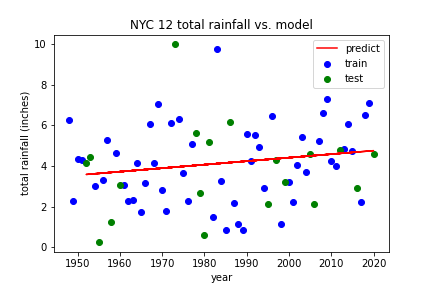 NYC 12 total rainfall vs. model
predict
train
test
total rainfall (inches)
10
8
6
4
2
0
1950 1960 1970 1980 1990 2000 2010 2020
year